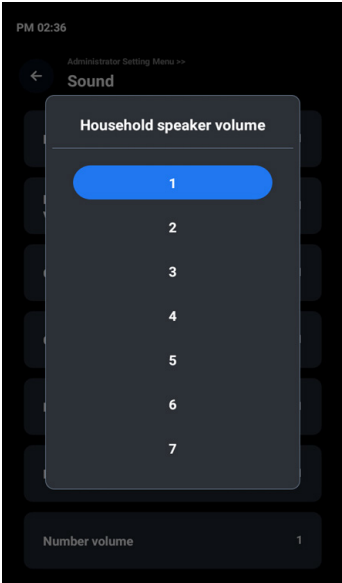 PM 02:36
Administrator Setting Menu >>
Sound
Household speaker volume
1
2
3
4
5
6
7
Number volume 1